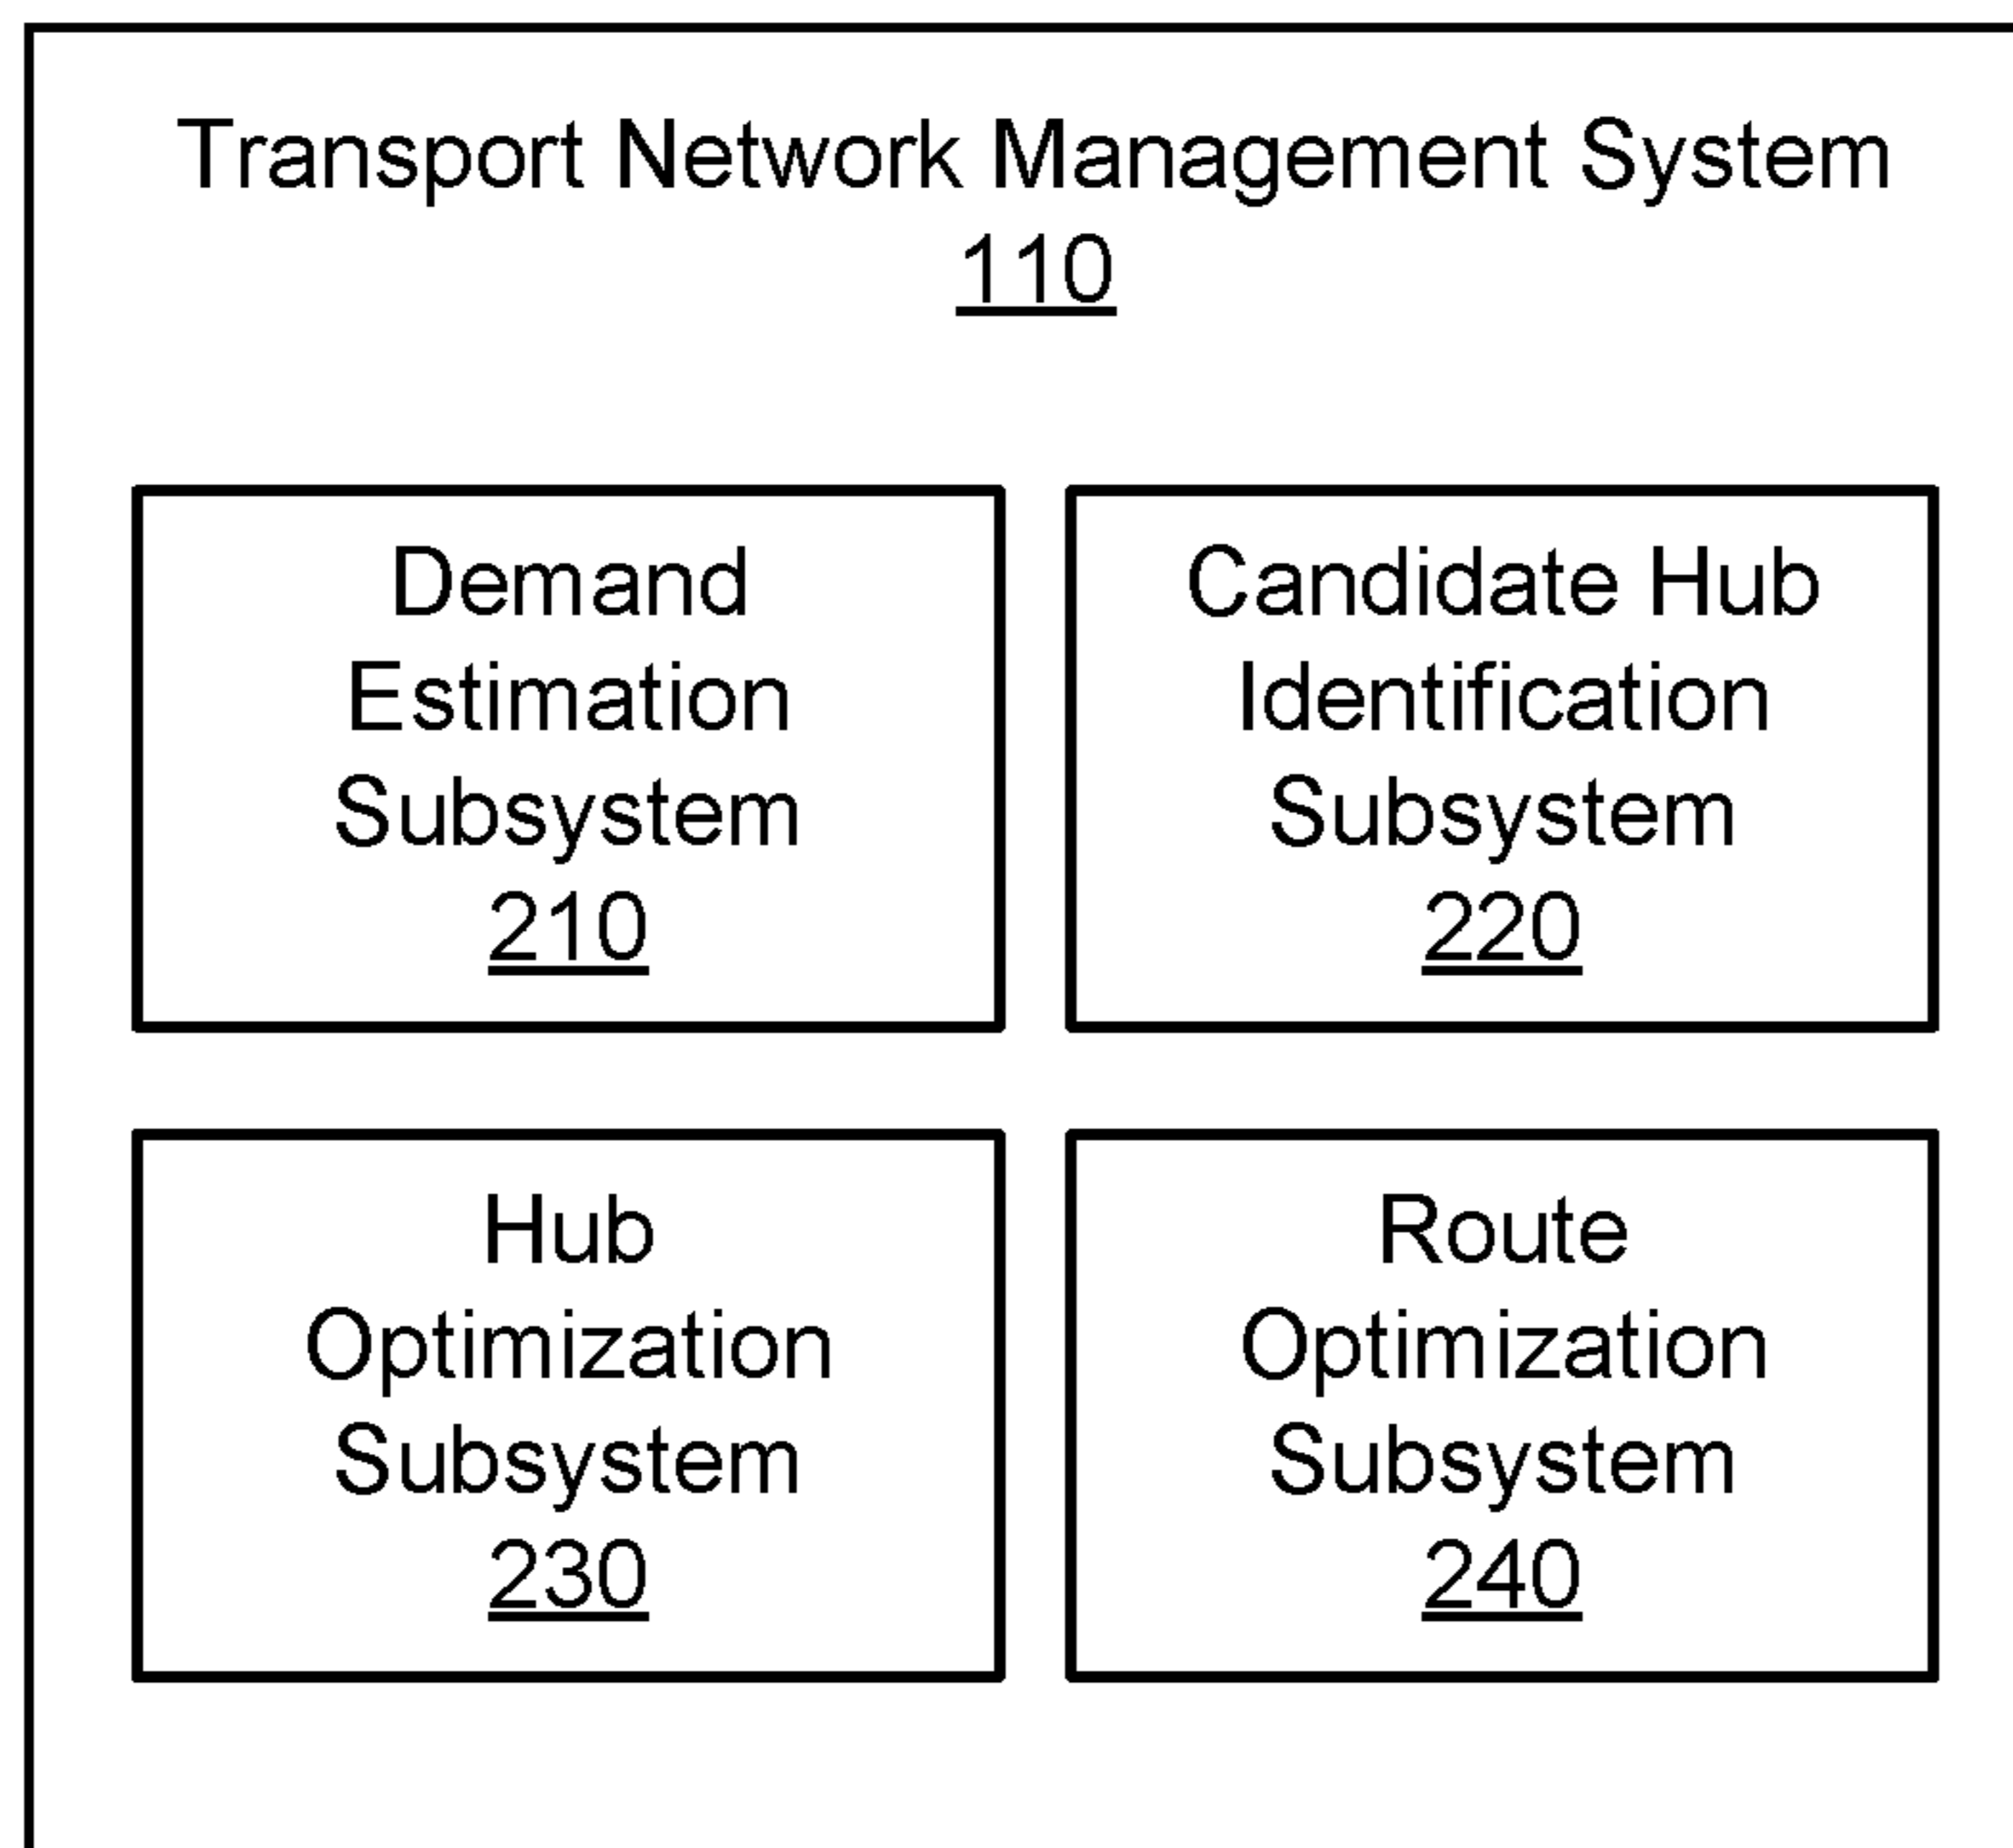 Transport Network Management System
110
Demand
Estimation
Subsystem
210
Candidate Hub
Identification
Subsystem
220
Hub
Optimization
Subsystem
230
Route
Optimization
Subsystem
240